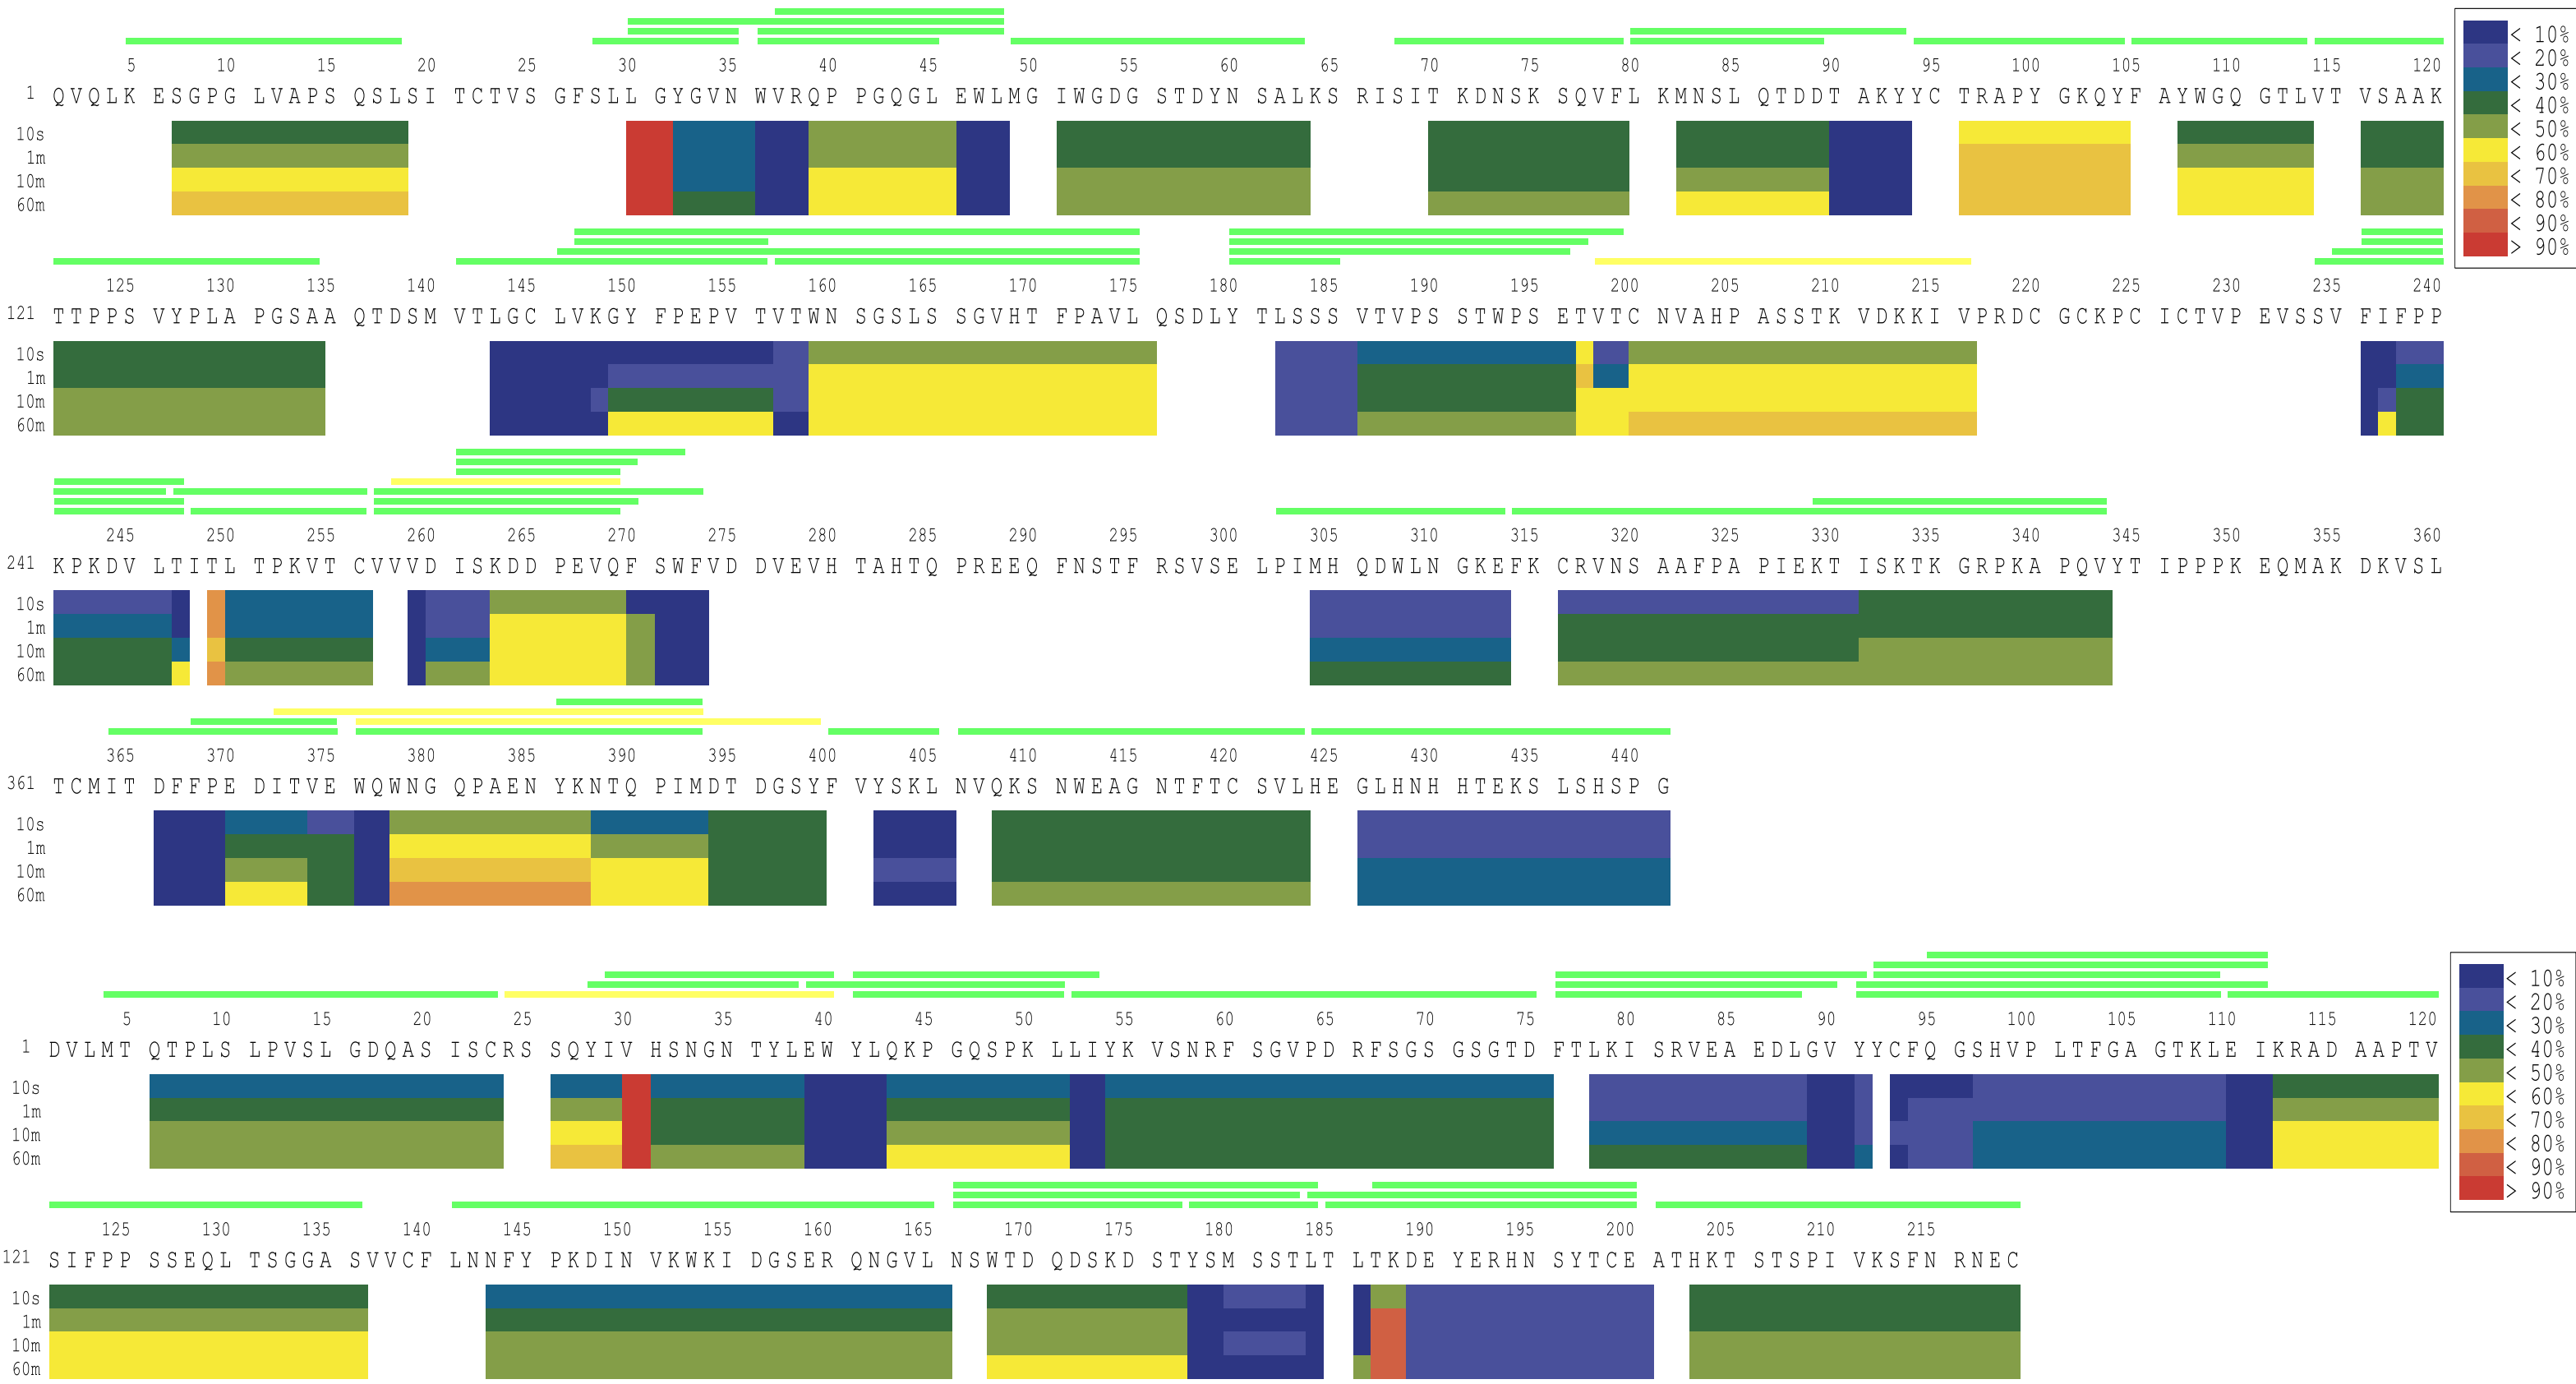 < 10%
< 20%
< 30%
< 40%
< 50%
< 60%
< 70%
< 80%
< 90%
> 90%
5 10 15 20 25 30 35 40 45 50 55 60 65 70 75 80 85 90 95 100 105 110 115 120
1 QVQLK ESGPG LVAPS QSLSI TCTVS GFSLL GYGVN WVRQP PGQGL EWLMG IWGDG STDYN SALKS RISIT KDNSK SQVFL KMNSL QTDDT AKYYC TRAPY GKQYF AYWGQ GTLVT VSAAK
10s
1m
10m
60m
125 130 135 140 145 150 155 160 165 170 175 180 185 190 195 200 205 210 215 220 225 230 235 240
121 TTPPS VYPLA PGSAA QTDSM VTLGC LVKGY FPEPV TVTWN SGSLS SGVHT FPAVL QSDLY TLSSS VTVPS STWPS ETVTC NVAHP ASSTK VDKKI VPRDC GCKPC ICTVP EVSSV FIFPP
10s
1m
10m
60m
245 250 255 260 265 270 275 280 285 290 295 300 305 310 315 320 325 330 335 340 345 350 355 360
241 KPKDV LTITL TPKVT CVVVD ISKDD PEVQF SWFVD DVEVH TAHTQ PREEQ FNSTF RSVSE LPIMH QDWLN GKEFK CRVNS AAFPA PIEKT ISKTK GRPKA PQVYT IPPPK EQMAK DKVSL
10s
1m
10m
60m
365 370 375 380 385 390 395 400 405 410 415 420 425 430 435 440
361 TCMIT DFFPE DITVE WQWNG QPAEN YKNTQ PIMDT DGSYF VYSKL NVQKS NWEAG NTFTC SVLHE GLHNH HTEKS LSHSP G
10s
1m
10m
60m
< 10%
< 20%
< 30%
< 40%
< 50%
< 60%
< 70%
< 80%
< 90%
> 90%
5 10 15 20 25 30 35 40 45 50 55 60 65 70 75 80 85 90 95 100 105 110 115 120
1 DVLMT QTPLS LPVSL GDQAS ISCRS SQYIV HSNGN TYLEW YLQKP GQSPK LLIYK VSNRF SGVPD RFSGS GSGTD FTLKI SRVEA EDLGV YYCFQ GSHVP LTFGA GTKLE IKRAD AAPTV
10s
1m
10m
60m
125 130 135 140 145 150 155 160 165 170 175 180 185 190 195 200 205 210 215
121 SIFPP SSEQL TSGGA SVVCF LNNFY PKDIN VKWKI DGSER QNGVL NSWTD QDSKD STYSM SSTLT LTKDE YERHN SYTCE ATHKT STSPI VKSFN RNEC
10s
1m
10m
60m